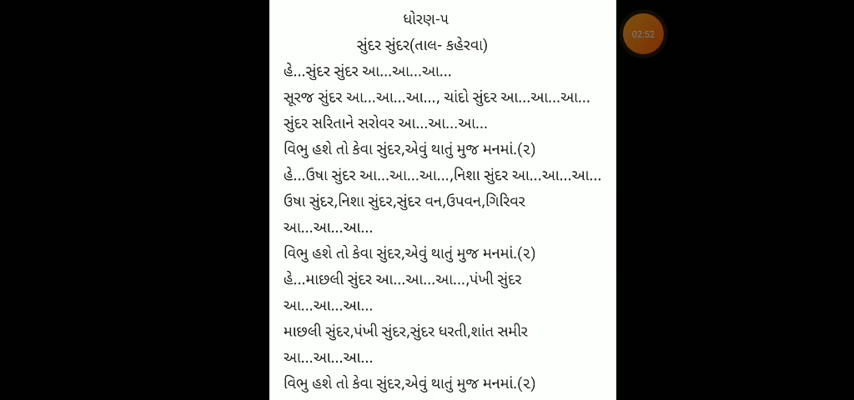 ધોરણ-૫
સુંદર સુંદર(તાલ- કહેરવા)
હે...સુંદર સુંદર આ...આ...આ...
સૂરજ સુંદર આ...આ...આ..., ચાંદો સુંદર આ...આ...આ...
સુંદર સરિતાને સરોવર આ...આ...આ...
વિભુ હશે તો કેવા સુંદર,એવું થાતું મુજ મનમાં.(૨)
હે...ઉષા સુંદર આ...આ...આ...,નિશા સુંદર આ...આ...આ...
ઉષા સુંદર,નિશા સુંદર,સુંદર વન,ઉપવન,ગિરિવર
આ...આ...આ...
વિભુ હશે તો કેવા સુંદર,એવું થાતું મુજ મનમાં.(૨)
હે...માછલી સુંદર આ...આ...આ...,પંખી સુંદર
આ...આ...આ...
માછલી સુંદર,પંખી સુંદર,સુંદર ધરતી,શાંત સમીર
આ...આ...આ...
વિભુ હશે તો કેવા સુંદર,એવું થાતું મુજ મનમાં.(૨)
02:52